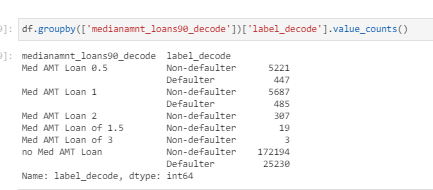 9]: df.groupby(['medianamnt_loans90_decode'])['label_decode'].value_counts()
9]: medianamnt_loans90_decode label_decode
Med AMT Loan 0.5 Non-defaulter 5221
Defaulter 447
Med AMT Loan 1 Non-defaulter 5687
Defaulter 485
Med AMT Loan 2 Non-defaulter 307
Med AMT Loan of 1.5 Non-defaulter 19
Med AMT Loan of 3 Non-defaulter 3
no Med AMT Loan Non-defaulter 172194
Defaulter 25230
Name: label_decode, dtype: int64